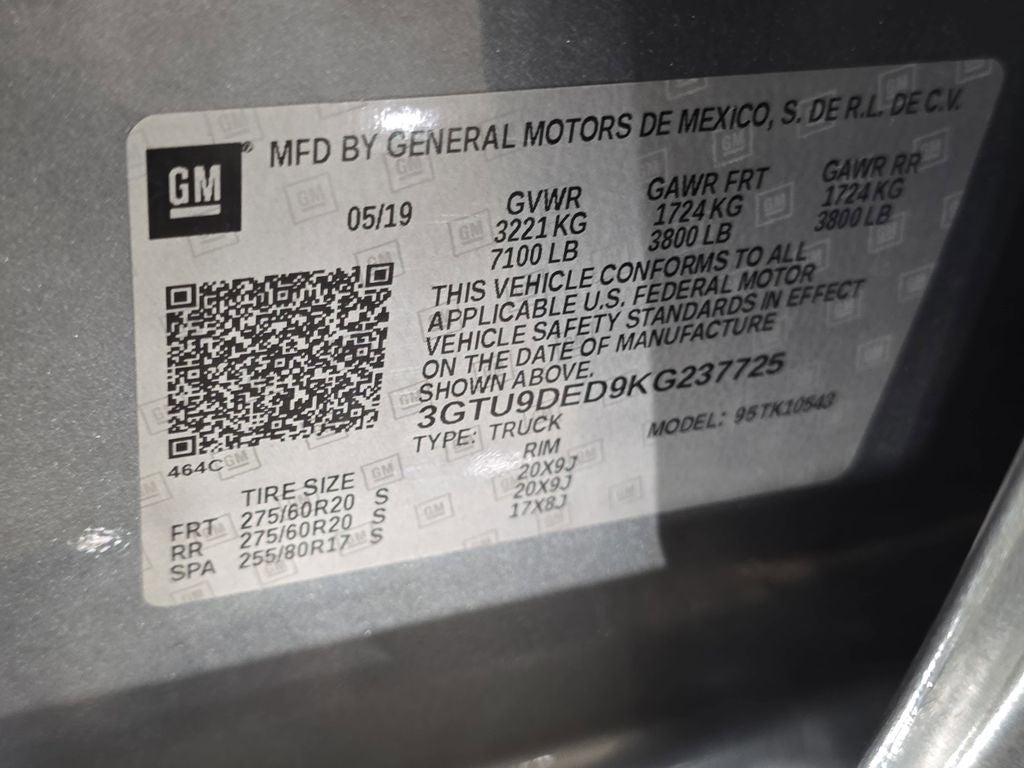 MFD BY GENERAL MOTORS DE MEXICO, S. DE R.L. DE C.V.
GM®
05/19
GVWR GAWR FRT GAWR RR
3221 KG 1724 KG 1724 KG
7100 LB 3800 LB 3800 LB
THIS VEHICLE CONFORMS TO ALL
APPLICABLE U.S. FEDERAL MOTOR
VEHICLE SAFETY STANDARDS IN EFFECT
ON THE DATE OF MANUFACTURE
SHOWN ABOVE.
3GTU9DED9KG237725
TYPE: TRUCK MODEL: 95TK10543
464C
TIRE SIZE RIM
FRT 275/60R20 S 20X9J
RR 275/60R20 S 20X9J
SPA 255/80R17 S 17X8J